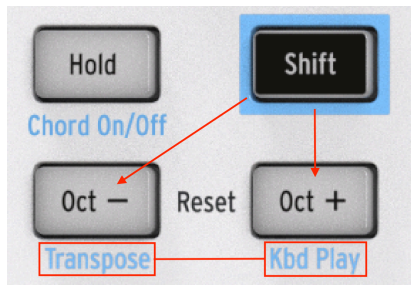 Hold Shift
Chord On/Off
Oct – Reset Oct +
Transpose Kbd Play